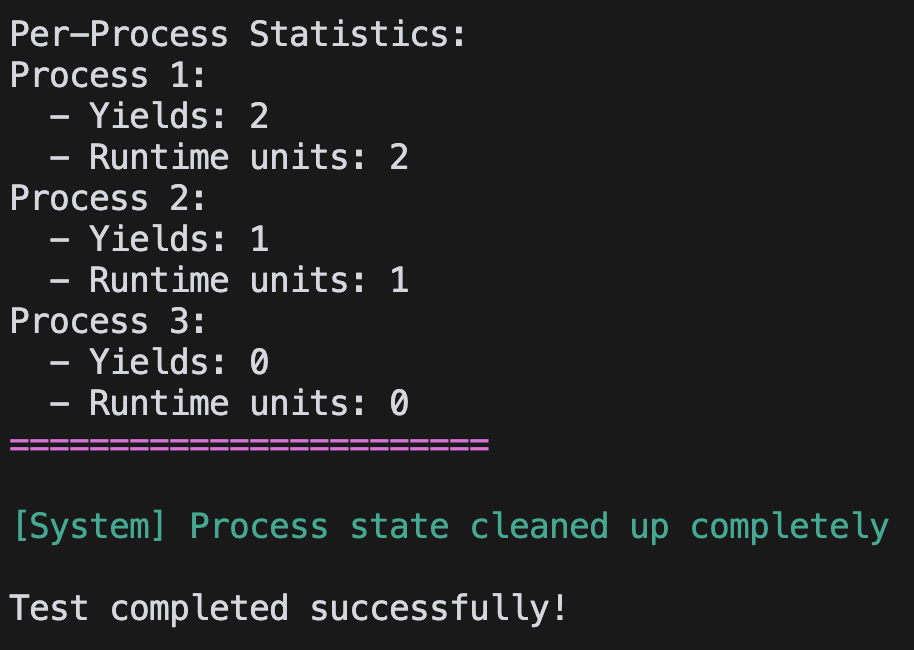 Per-Process Statistics:
Process 1:
  - Yields: 2
  - Runtime units: 2
Process 2:
  - Yields: 1
  - Runtime units: 1
Process 3:
  - Yields: 0
  - Runtime units: 0
========================
[System] Process state cleaned up completely
Test completed successfully!